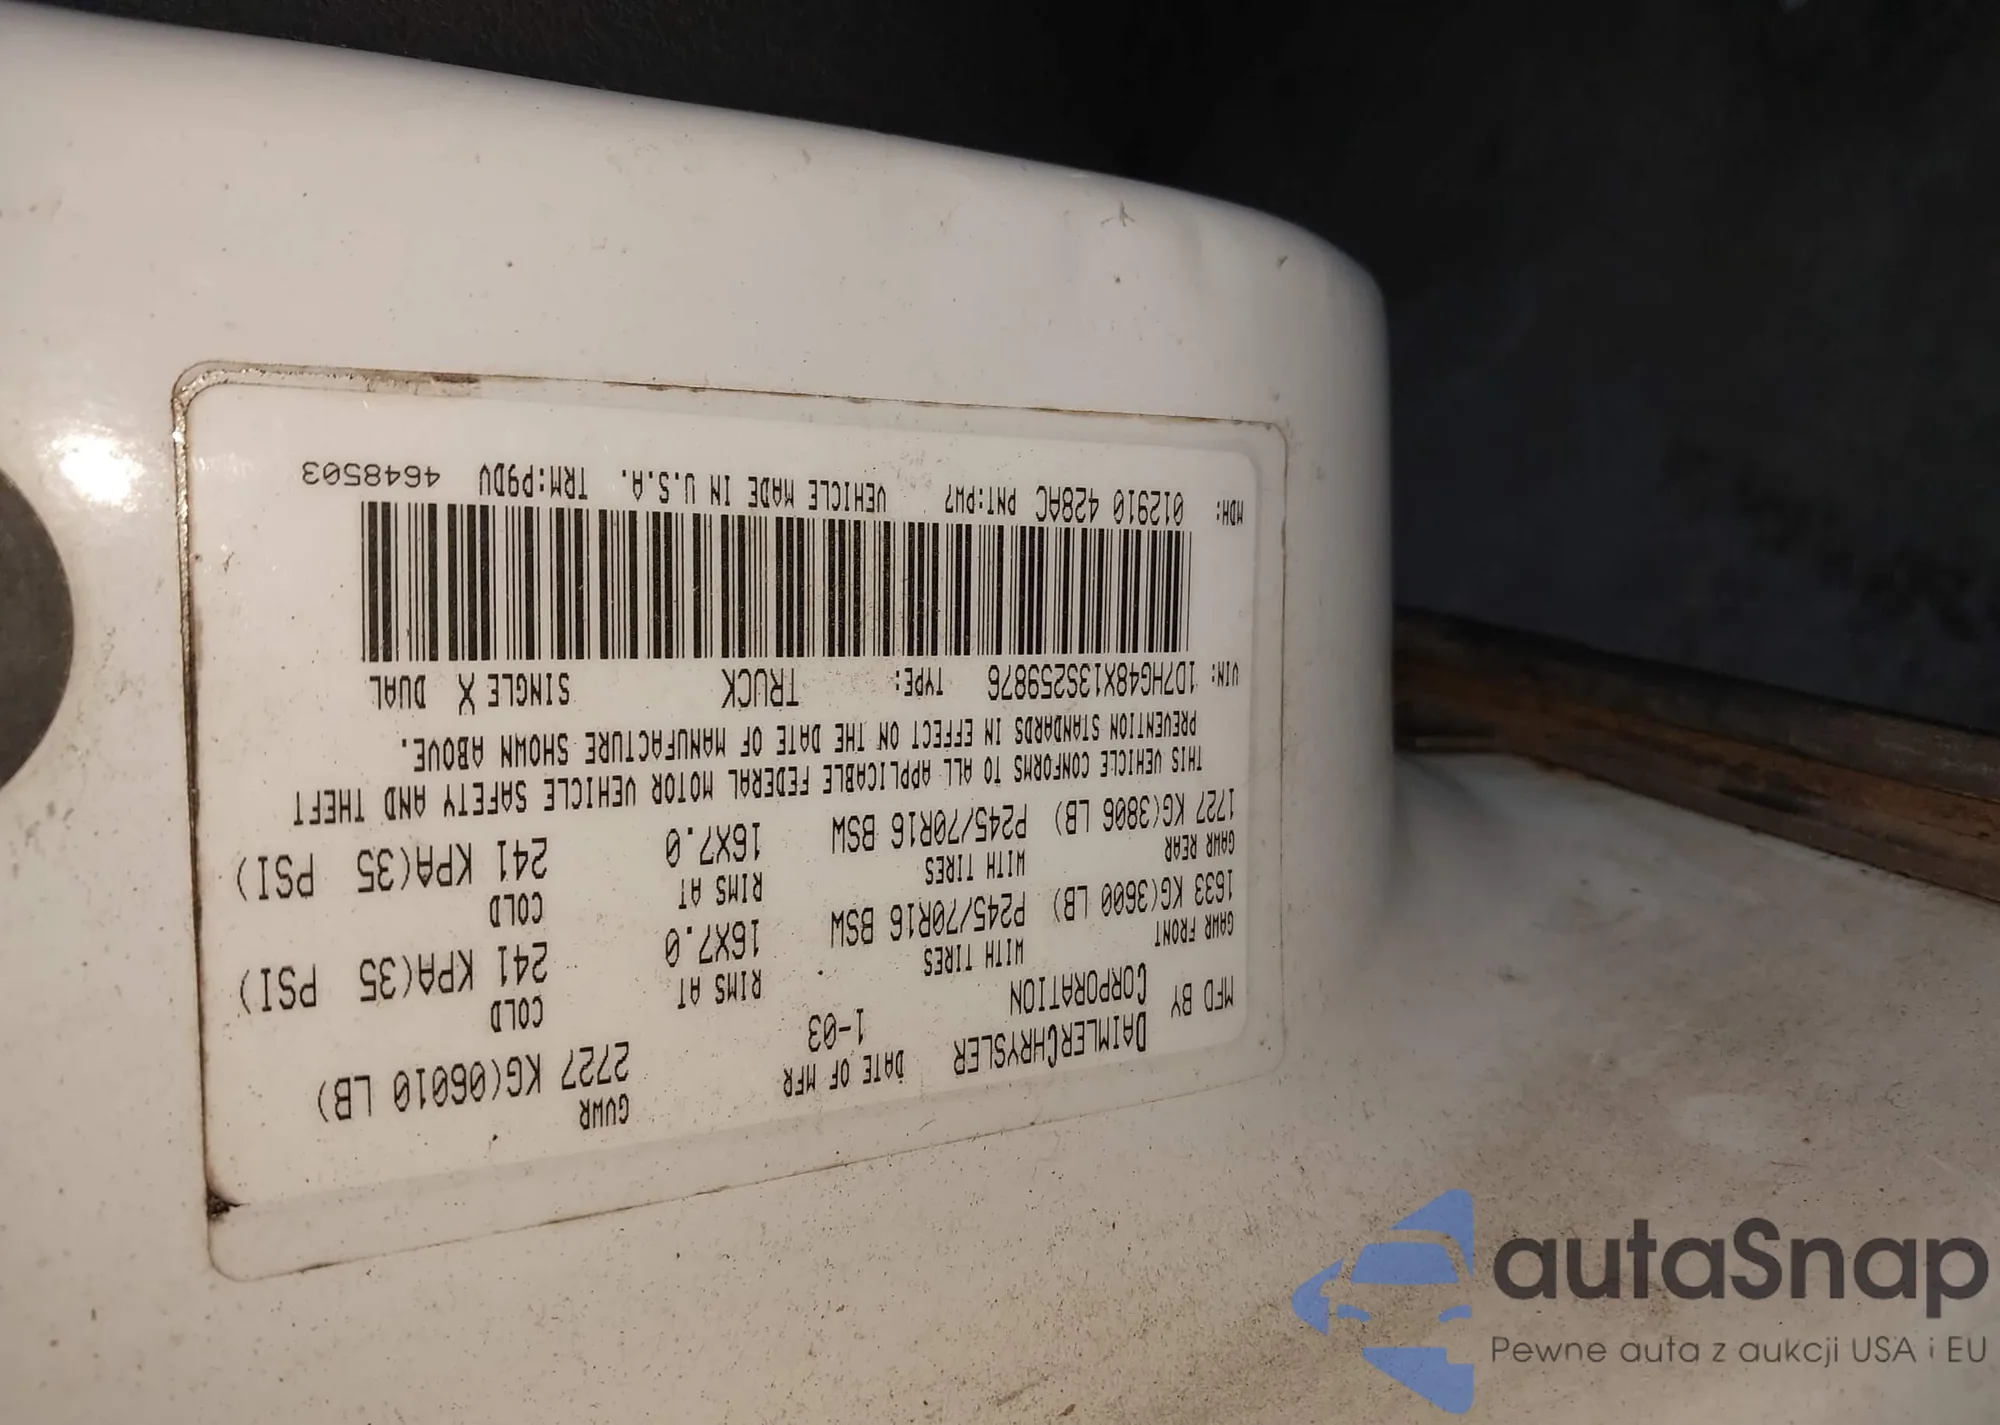 MFD BY DAIMLERCHRYSLER CORPORATION DATE OF MFR 1-03 GVWR 2727 KG(06010 LB)
GAWR FRONT WITH TIRES RIMS AT COLD
1633 KG(3600 LB) P245/70R16 BSW 16X7.0 241 KPA(35 PSI)
GAWR REAR WITH TIRES RIMS AT COLD
1727 KG(3806 LB) P245/70R16 BSW 16X7.0 241 KPA(35 PSI)
THIS VEHICLE CONFORMS TO ALL APPLICABLE FEDERAL MOTOR VEHICLE SAFETY AND THEFT
PREVENTION STANDARDS IN EFFECT ON THE DATE OF MANUFACTURE SHOWN ABOVE.
VIN: 1D7HG48X13S259876 TYPE: TRUCK SINGLE X DUAL
MDH: 012910 428AC PNT:PW7 VEHICLE MADE IN U.S.A. TRM:P9DV 4648503
autaSnap
Pewne auta z aukcji USA i EU